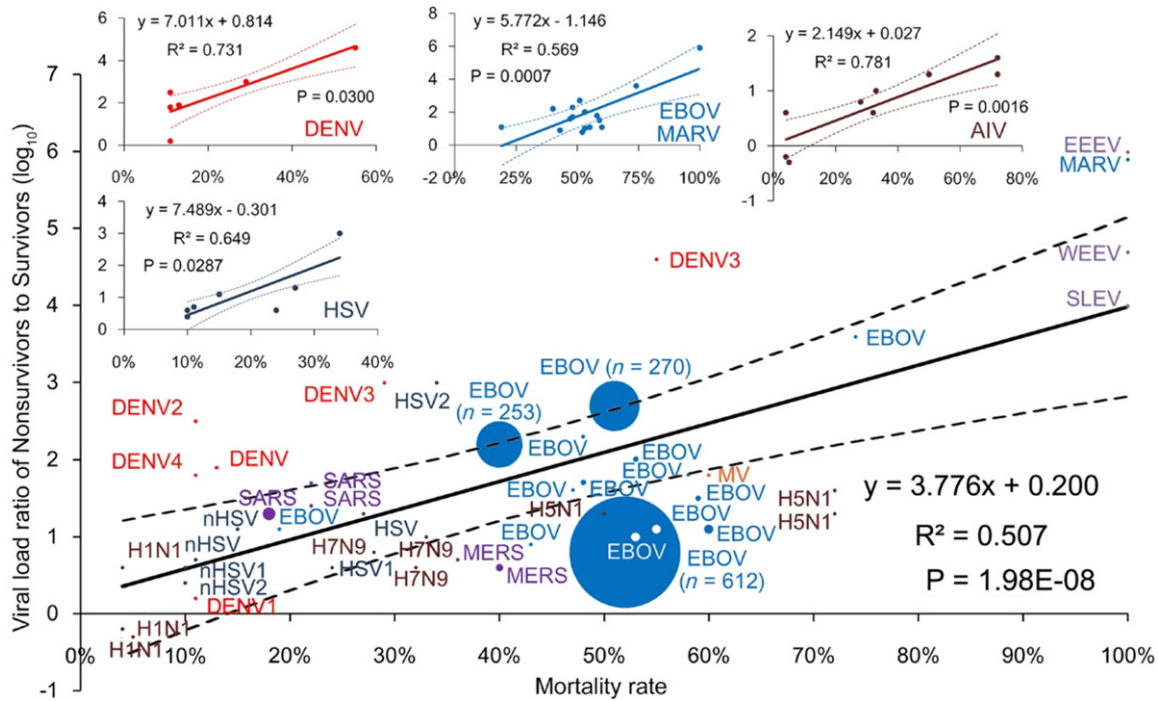 y = 7.011x + 0.814
R² = 0.731
P = 0.0300
DENV
6
4
2
0
0%
20%
40%
60%
y = 5.772x - 1.146
R² = 0.569
P = 0.0007
EBOV
MARV
8
6
4
2
0
-2
0%
25%
50%
75%
100%
y = 2.149x + 0.027
R² = 0.781
P = 0.0016
AIV
2
1
0
-1
0%
20%
40%
60%
80%
y = 7.489x - 0.301
R² = 0.649
P = 0.0287
HSV
4
3
2
1
0
0%
10%
20%
30%
40%
Viral load ratio of Nonsurvivors to Survivors (log10)
7
6
5
4
3
2
1
0
-1
EEEV
MARV
WEEV
SLEV
DENV3
EBOV
EBOV (n = 270)
EBOV
(n = 253)
DENV3
HSV2
DENV2
DENV4
DENV
EBOV
EBOV
EBOV
MV
SARS
SARS
SARS
EBOV
EBOV
EBOV
H5N1
H5N1
H5N1
nHSV
EBOV
HSV
EBOV
EBOV
EBOV
H1N1
nHSV
H7N9
H7N9
MERS
EBOV
EBOV
(n = 612)
nHSV1
HSV1
H7N9
MERS
nHSV2
DENV1
H1N1
H1N1
y = 3.776x + 0.200
R² = 0.507
P = 1.98E-08
0%
10%
20%
30%
40%
50%
60%
70%
80%
90%
100%
Mortality rate